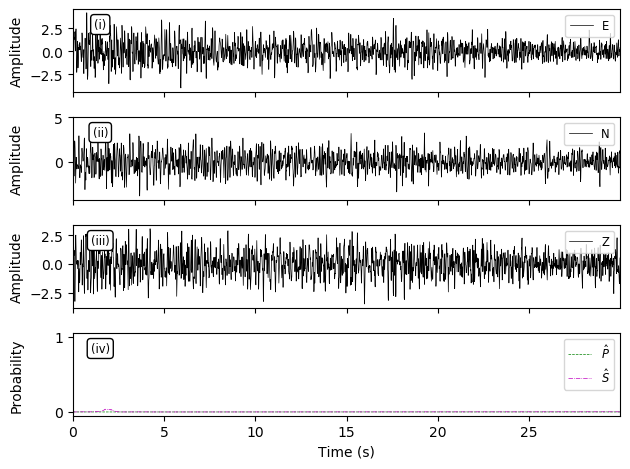 Amplitude
2.5
0.0
−2.5
(i)
E
Amplitude
5
0
(ii)
N
Amplitude
2.5
0.0
−2.5
(iii)
Z
Probability
1
0
(iv)
P̂
Ŝ
0 5 10 15 20 25
Time (s)